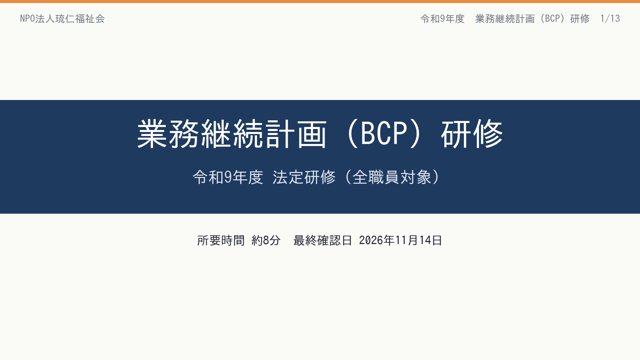 NPO法人琉仁福祉会
令和9年度 業務継続計画（BCP）研修 1/13
業務継続計画（BCP）研修
令和9年度 法定研修（全職員対象）
所要時間 約8分 最終確認日 2026年11月14日